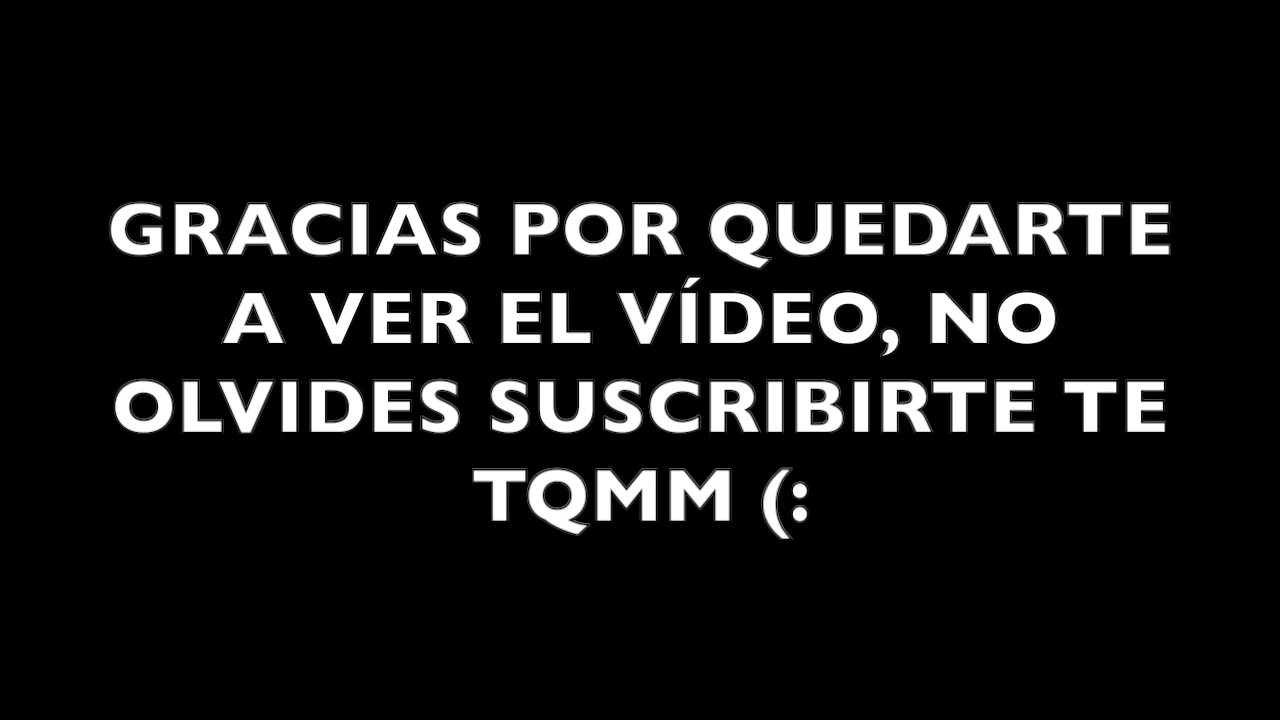 GRACIAS POR QUEDARTE
A VER EL VÍDEO, NO
OLVIDES SUSCRIBIRTE TE
TQMM (: